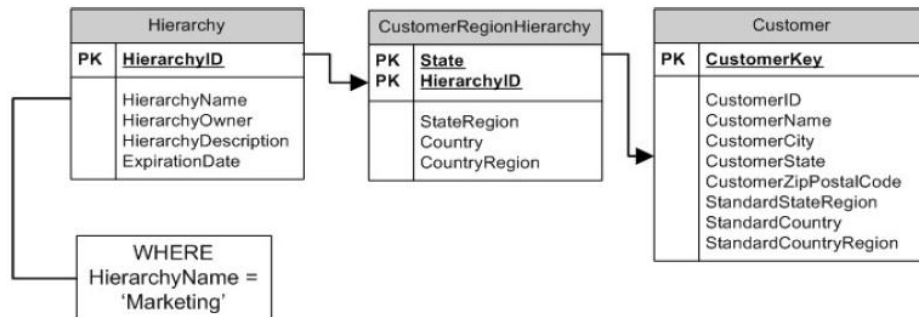 Hierarchy
PK HierarchyID
HierarchyName
HierarchyOwner
HierarchyDescription
ExpirationDate
WHERE
HierarchyName =
‘Marketing’
CustomerRegionHierarchy
PK State
PK HierarchyID
StateRegion
Country
CountryRegion
Customer
PK CustomerKey
CustomerID
CustomerName
CustomerCity
CustomerState
CustomerZipPostalCode
StandardStateRegion
StandardCountry
StandardCountryRegion